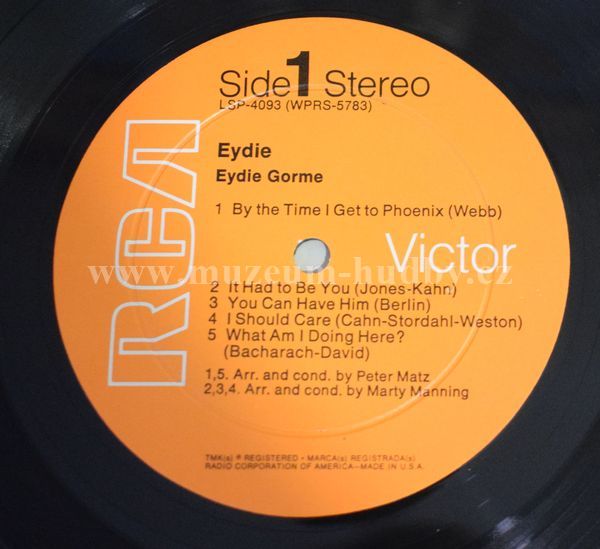 Side 1 Stereo
LSP-4093 (WPRS-5783)
Eydie
Eydie Gorme
1 By the Time I Get to Phoenix (Webb)
RCA
Victor
www.muzeum-hudby.cz
2 It Had to Be You (Jones-Kahn)
3 You Can Have Him (Berlin)
4 I Should Care (Cahn-Stordahl-Weston)
5 What Am I Doing Here?
(Bacharach-David)
1,5. Arr. and cond. by Peter Matz
2,3,4. Arr. and cond. by Marty Manning
TMK(s) ® REGISTERED • MARCA(s) REGISTRADA(s)
RADIO CORPORATION OF AMERICA—MADE IN U.S.A.